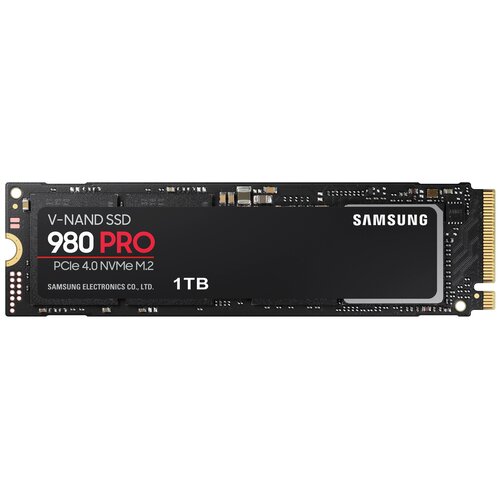 V-NAND SSD
980 PRO
PCIe 4.0 NVMe M.2
SAMSUNG ELECTRONICS CO., LTD.
1TB
SAMSUNG